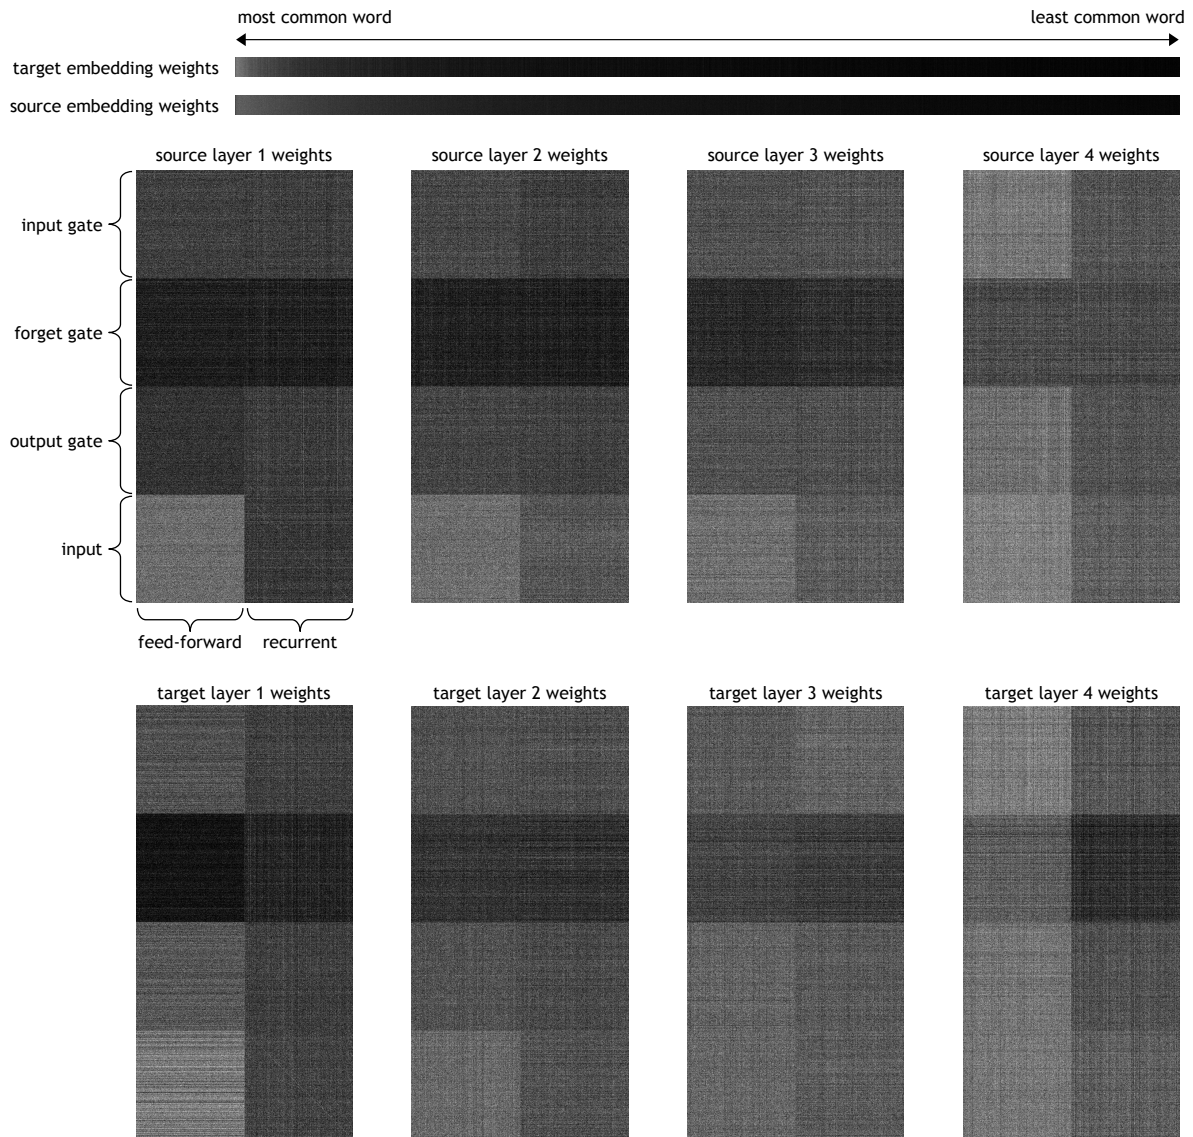 most common word
least common word
target embedding weights
source embedding weights
source layer 1 weights
source layer 2 weights
source layer 3 weights
source layer 4 weights
input gate
forget gate
output gate
input
feed-forward
recurrent
target layer 1 weights
target layer 2 weights
target layer 3 weights
target layer 4 weights